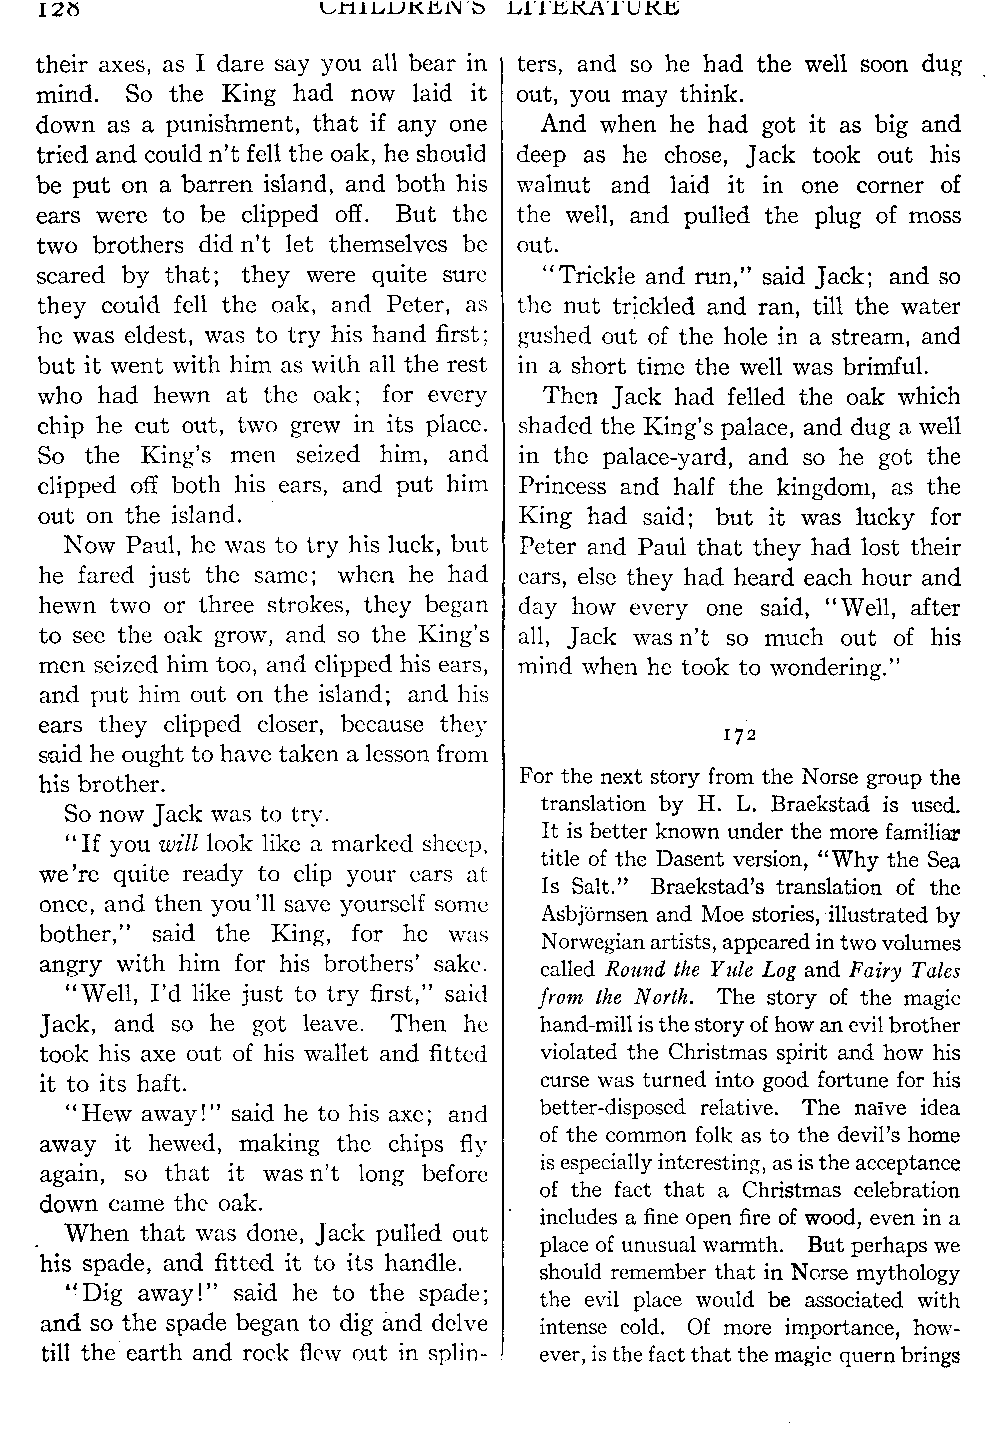 128
CHILDREN'S LITERATURE
their axes, as I dare say you all bear in
mind. So the King had now laid it
down as a punishment, that if any one
tried and could n't fell the oak, he should
be put on a barren island, and both his
ears were to be clipped off. But the
two brothers did n't let themselves be
scared by that; they were quite sure
they could fell the oak, and Peter, as
he was eldest, was to try his hand first;
but it went with him as with all the rest
who had hewn at the oak; for every
chip he cut out, two grew in its place.
So the King's men seized him, and
clipped off both his ears, and put him
out on the island.
Now Paul, he was to try his luck, but
he fared just the same; when he had
hewn two or three strokes, they began
to see the oak grow, and so the King's
men seized him too, and clipped his ears,
and put him out on the island; and his
ears they clipped closer, because they
said he ought to have taken a lesson from
his brother.
So now Jack was to try.
"If you will look like a marked sheep,
we're quite ready to clip your ears at
once, and then you'll save yourself some
bother," said the King, for he was
angry with him for his brothers' sake.
"Well, I'd like just to try first," said
Jack, and so he got leave. Then he
took his axe out of his wallet and fitted
it to its haft.
"Hew away!" said he to his axe; and
away it hewed, making the chips fly
again, so that it was n't long before
down came the oak.
When that was done, Jack pulled out
his spade, and fitted it to its handle.
"Dig away!" said he to the spade;
and so the spade began to dig and delve
till the earth and rock flew out in splin-
ters, and so he had the well soon dug
out, you may think.
And when he had got it as big and
deep as he chose, Jack took out his
walnut and laid it in one corner of
the well, and pulled the plug of moss
out.
"Trickle and run," said Jack; and so
the nut trickled and ran, till the water
gushed out of the hole in a stream, and
in a short time the well was brimful.
Then Jack had felled the oak which
shaded the King's palace, and dug a well
in the palace-yard, and so he got the
Princess and half the kingdom, as the
King had said; but it was lucky for
Peter and Paul that they had lost their
ears, else they had heard each hour and
day how every one said, "Well, after
all, Jack was n't so much out of his
mind when he took to wondering."
172
For the next story from the Norse group the
translation by H. L. Braekstad is used.
It is better known under the more familiar
title of the Dasent version, "Why the Sea
Is Salt." Braekstad's translation of the
Asbjörnsen and Moe stories, illustrated by
Norwegian artists, appeared in two volumes
called Round the Yule Log and Fairy Tales
from the North. The story of the magic
hand-mill is the story of how an evil brother
violated the Christmas spirit and how his
curse was turned into good fortune for his
better-disposed relative. The naïve idea
of the common folk as to the devil's home
is especially interesting, as is the acceptance
of the fact that a Christmas celebration
includes a fine open fire of wood, even in a
place of unusual warmth. But perhaps we
should remember that in Norse mythology
the evil place would be associated with
intense cold. Of more importance, how-
ever, is the fact that the magic quern brings